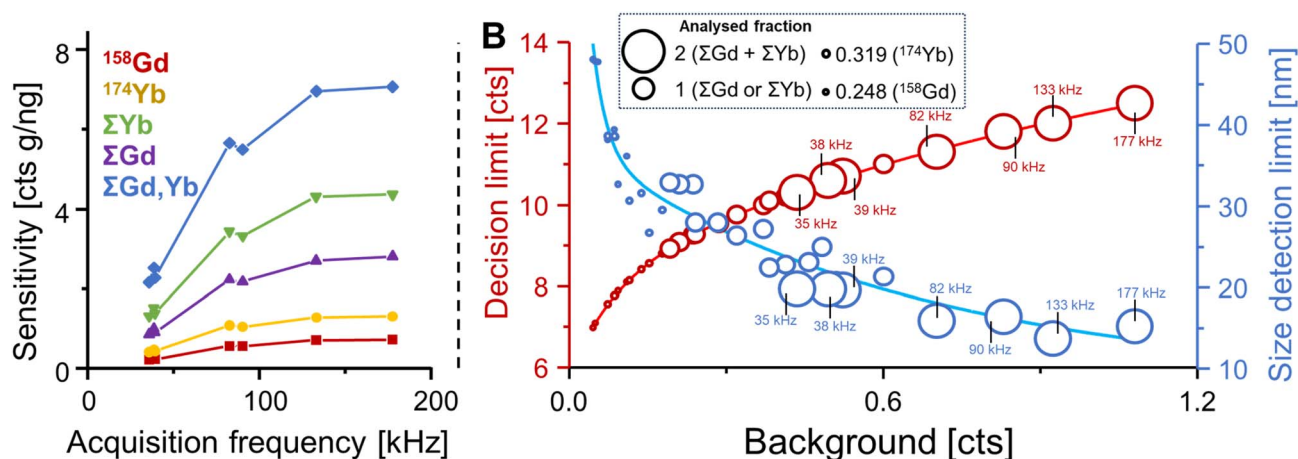 8
4
0
Sensitivity [cts g/ng]
¹⁵⁸Gd
¹⁷⁴Yb
ΣYb
ΣGd
ΣGd,Yb
0
100
200
Acquisition frequency [kHz]
B
Analysed fraction
2 (ΣGd + ΣYb)
0.319 (¹⁷⁴Yb)
1 (ΣGd or ΣYb)
0.248 (¹⁵⁸Gd)
14
12
10
8
6
Decision limit [cts]
35 kHz
38 kHz
39 kHz
82 kHz
90 kHz
133 kHz
177 kHz
35 kHz
38 kHz
39 kHz
82 kHz
90 kHz
133 kHz
177 kHz
50
40
30
20
10
Size detection limit [nm]
0.0
0.6
1.2
Background [cts]